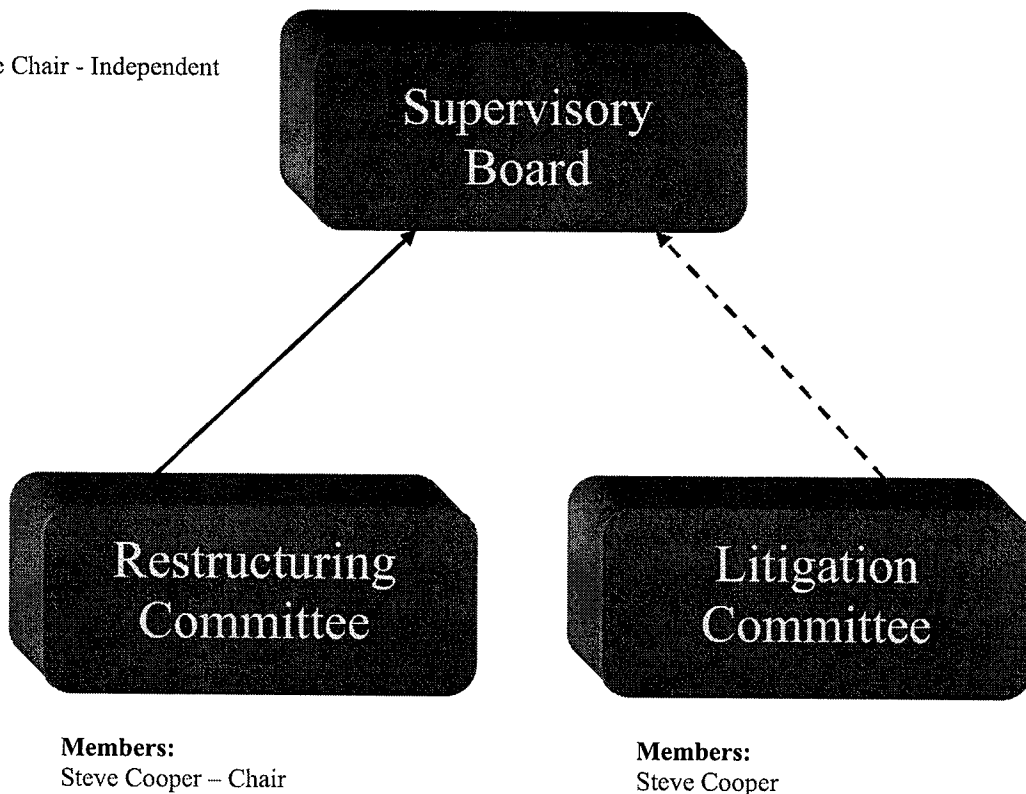 e Chair - Independent
Supervisory
Board
Restructuring
Committee
Litigation
Committee
Members:
Steve Cooper – Chair
Members:
Steve Cooper